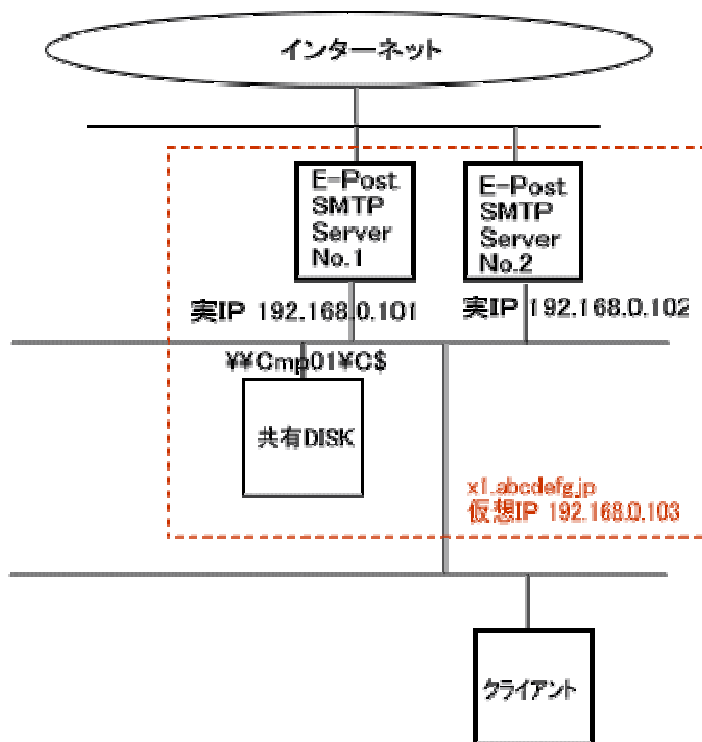 インターネット
E-Post
SMTP
Server
No.1
E-Post
SMTP
Server
No.2
実IP 192.168.0.101
実IP 192.168.0.102
¥¥Cmp01¥C$
共有DISK
x1.abcdefg.jp
仮想IP 192.168.0.103
クライアント